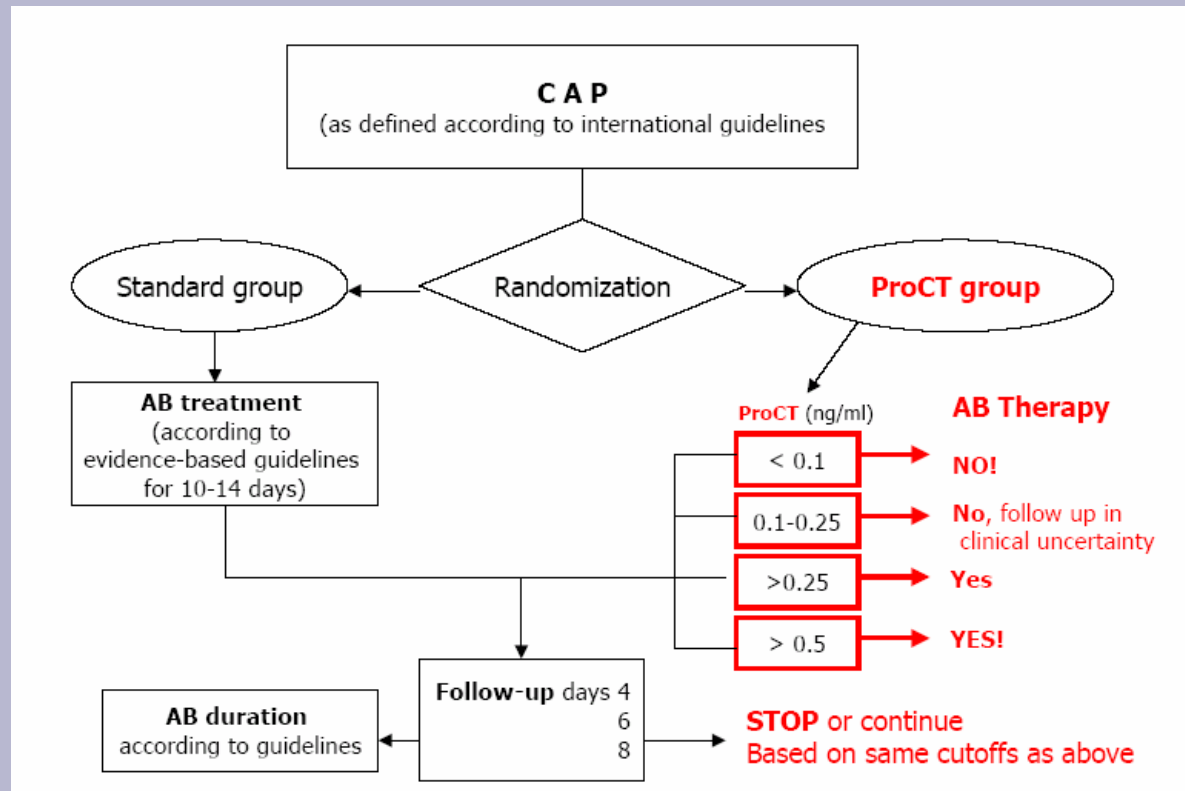 C A P
(as defined according to international guidelines
Standard group
Randomization
ProCT group
AB treatment
(according to
evidence-based guidelines
for 10-14 days)
ProCT (ng/ml)
AB Therapy
< 0.1
NO!
0.1-0.25
No, follow up in
clinical uncertainty
>0.25
Yes
> 0.5
YES!
Follow-up days 4
6
8
AB duration
according to guidelines
STOP or continue
Based on same cutoffs as above